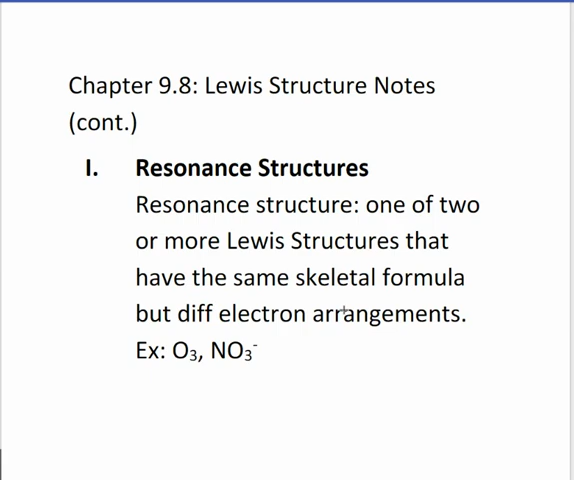 Chapter 9.8: Lewis Structure Notes
(cont.)
I. Resonance Structures
Resonance structure: one of two
or more Lewis Structures that
have the same skeletal formula
but diff electron arrangements.
Ex: O₃, NO₃⁻